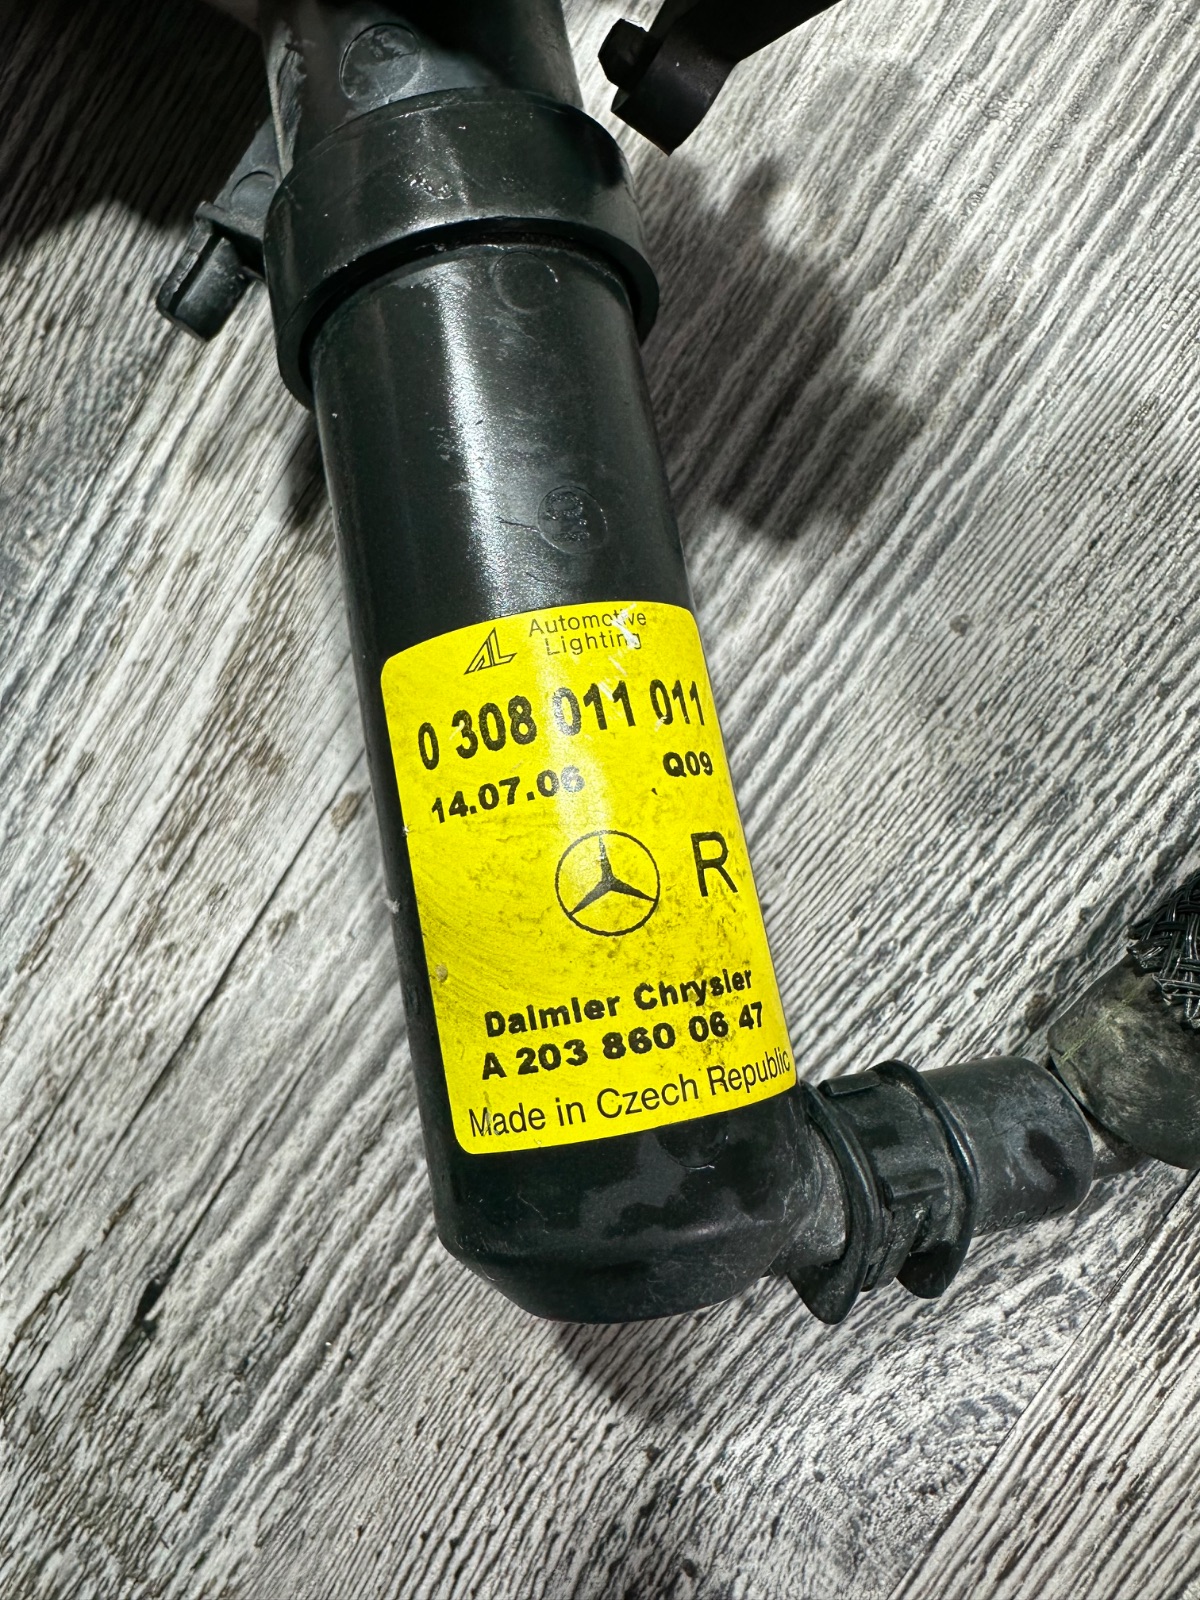 AL Automotive
Lighting
0 308 011 011
14.07.06 Q09
R
Daimler Chrysler
A 203 860 06 47
Made in Czech Republic